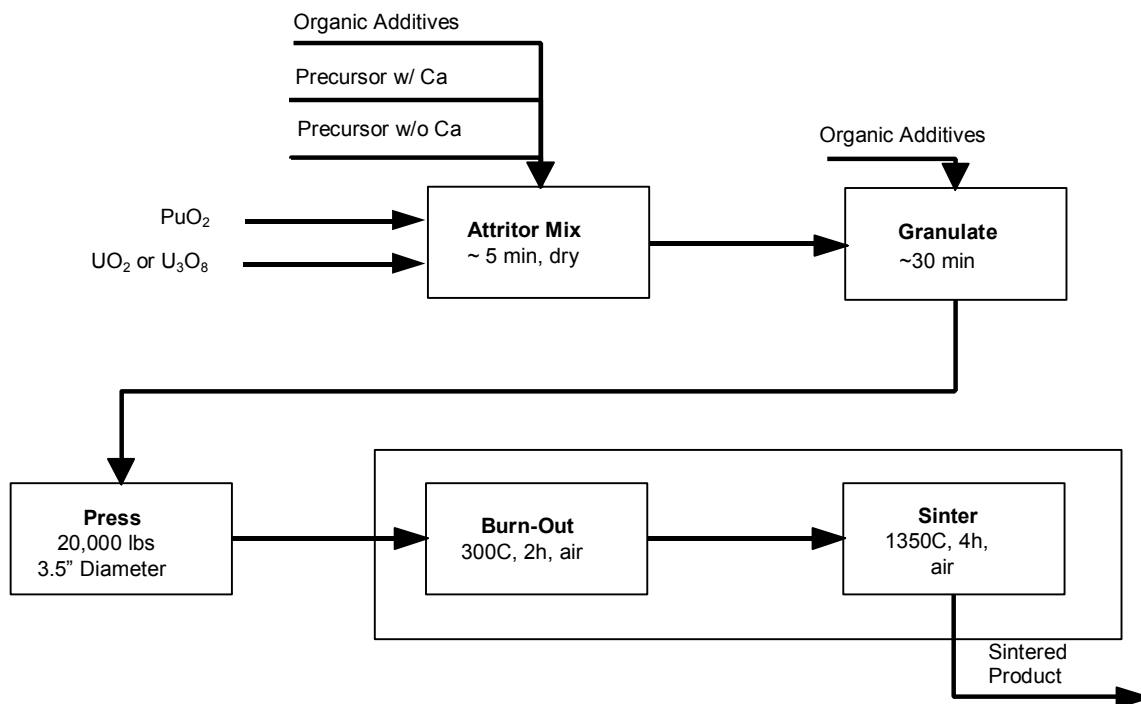 Organic Additives
Precursor w/ Ca
Precursor w/o Ca
Organic Additives
PuO₂
UO₂ or U₃O₈
Attritor Mix
~ 5 min, dry
Granulate
~30 min
Press
20,000 lbs
3.5” Diameter
Burn-Out
300C, 2h, air
Sinter
1350C, 4h,
air
Sintered
Product